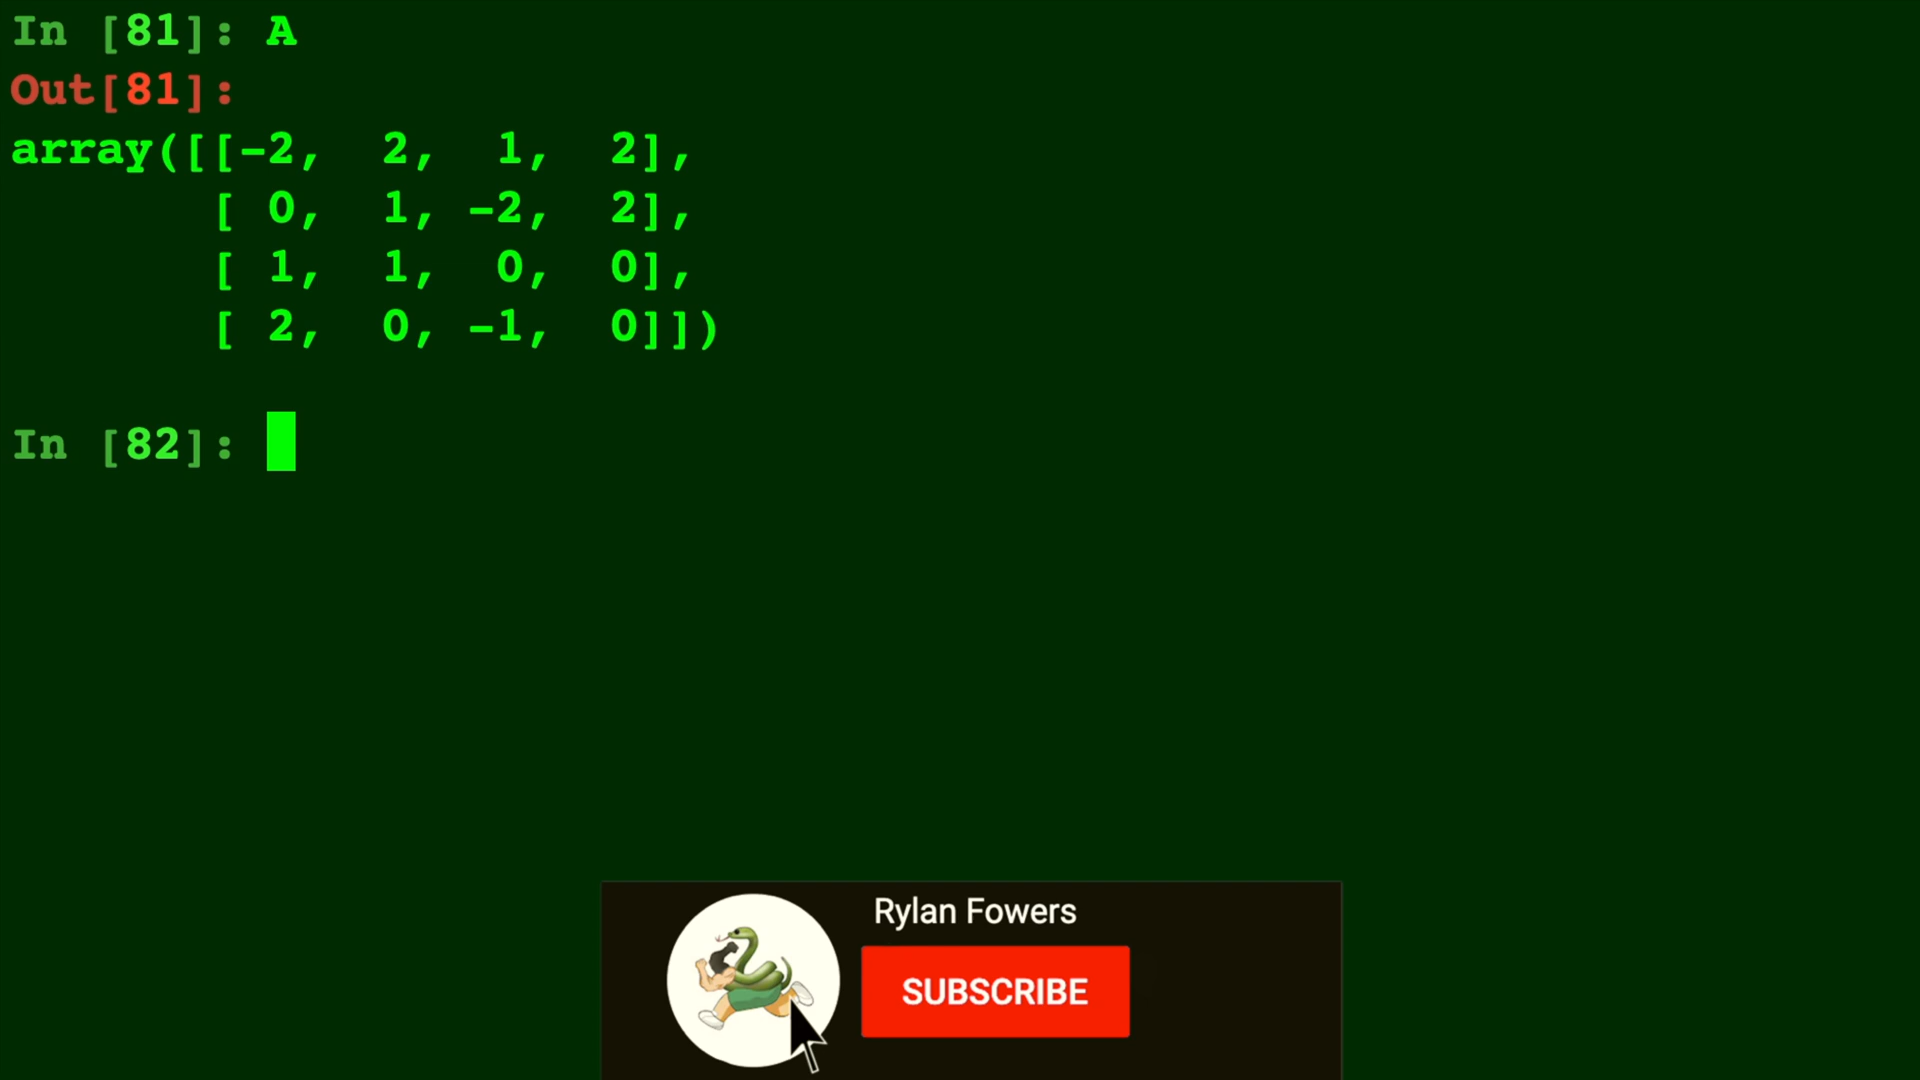 In [81]: A
Out[81]:
array([[-2,  2,  1,  2],
       [ 0,  1, -2,  2],
       [ 1,  1,  0,  0],
       [ 2,  0, -1,  0]])
In [82]:
Rylan Fowers
SUBSCRIBE